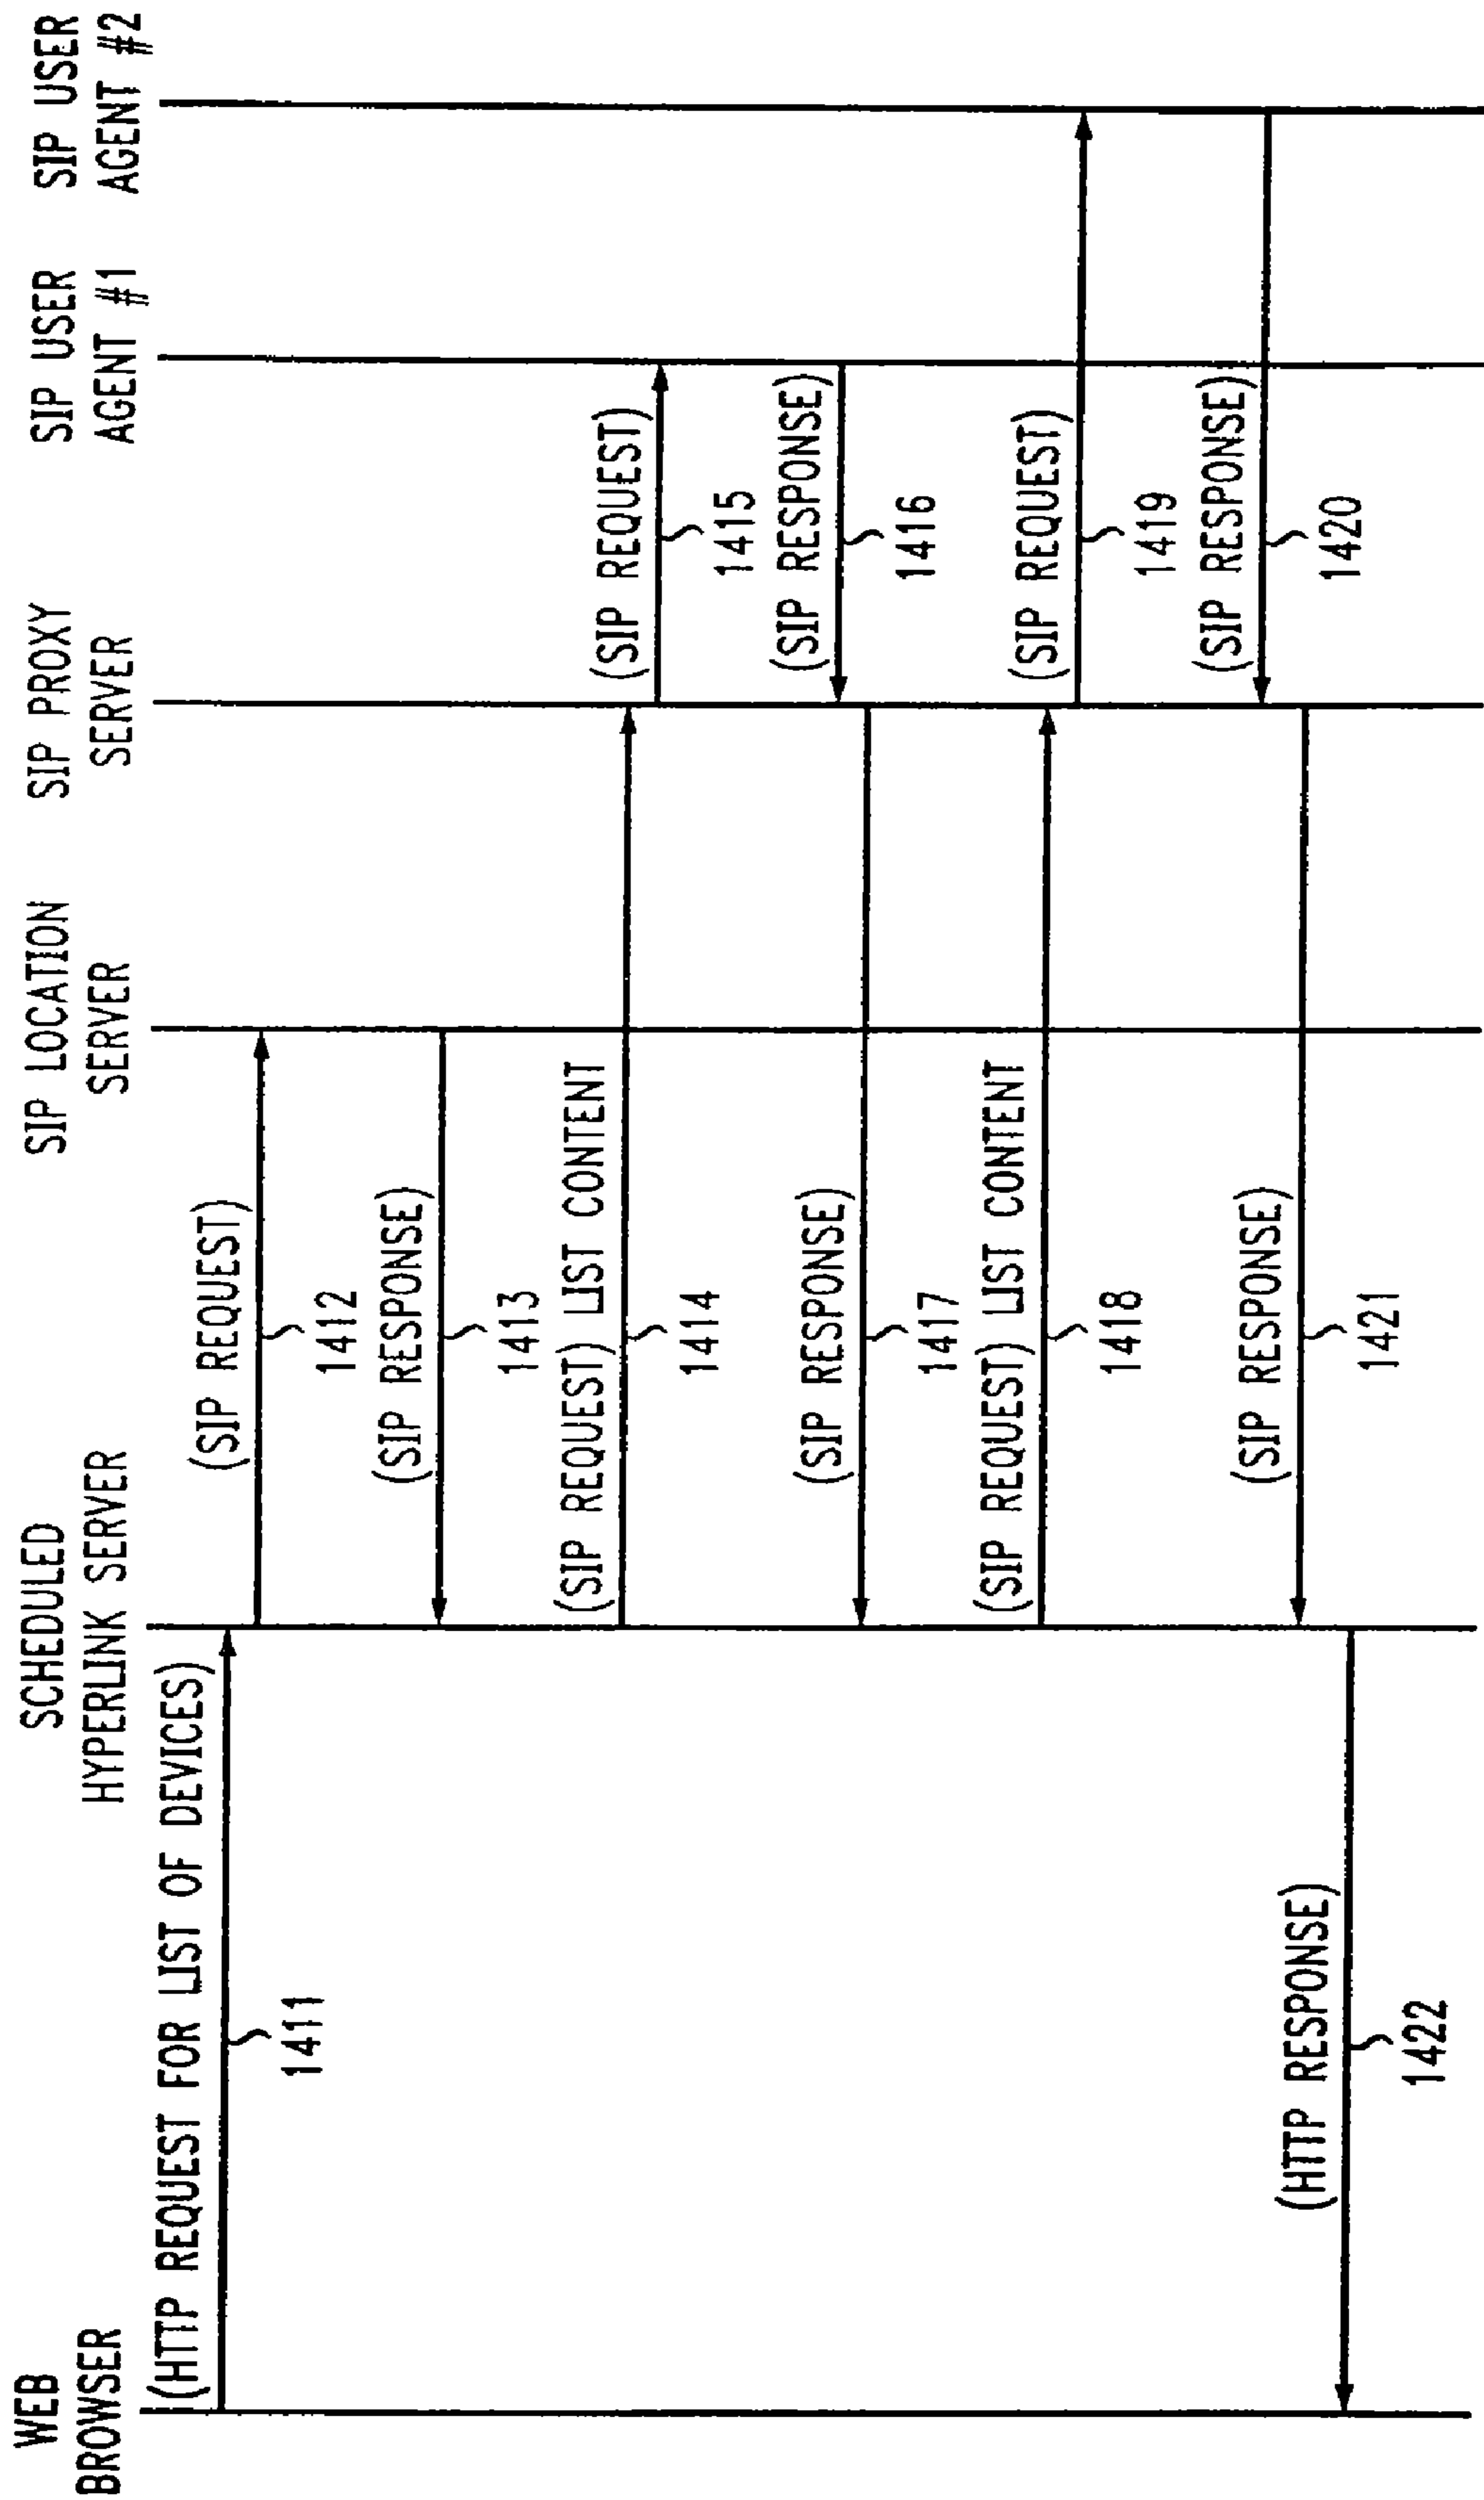 WEB
BROWSER
SCHEDULED
HYPERLINK SERVER
SIP LOCATION
SERVER
SIP PROXY
SERVER
SIP USER
AGENT #1
SIP USER
AGENT #2
(HTTP REQUEST FOR LIST OF DEVICES)
1411
(SIP REQUEST)
1412
(SIP RESPONSE)
1413
(SIP REQUEST) LIST CONTENT
1414
(SIP REQUEST)
1415
(SIP RESPONSE)
1416
(SIP RESPONSE)
1417
(SIP REQUEST) LIST CONTENT
1418
(SIP REQUEST)
1419
(SIP RESPONSE)
1420
(SIP RESPONSE)
1421
(HTTP RESPONSE)
1422